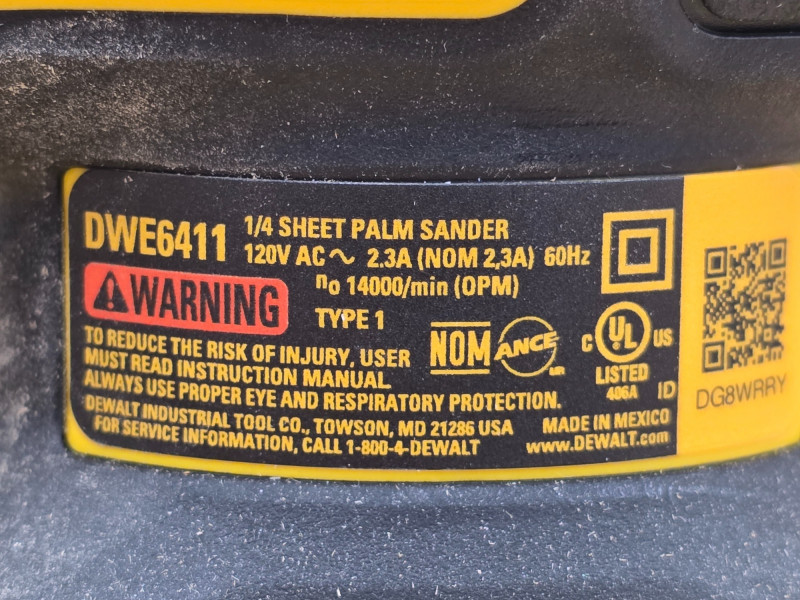 DWE6411 1/4 SHEET PALM SANDER
120V AC ~ 2.3A (NOM 2,3A) 60Hz
no 14000/min (OPM)
WARNING
TYPE 1
TO REDUCE THE RISK OF INJURY, USER
MUST READ INSTRUCTION MANUAL.
ALWAYS USE PROPER EYE AND RESPIRATORY PROTECTION.
NOM ANCE
C UL US
LISTED
406A ID
DEWALT INDUSTRIAL TOOL CO., TOWSON, MD 21286 USA
FOR SERVICE INFORMATION, CALL 1-800-4-DEWALT
MADE IN MEXICO
www.DEWALT.com
DG8WRRY